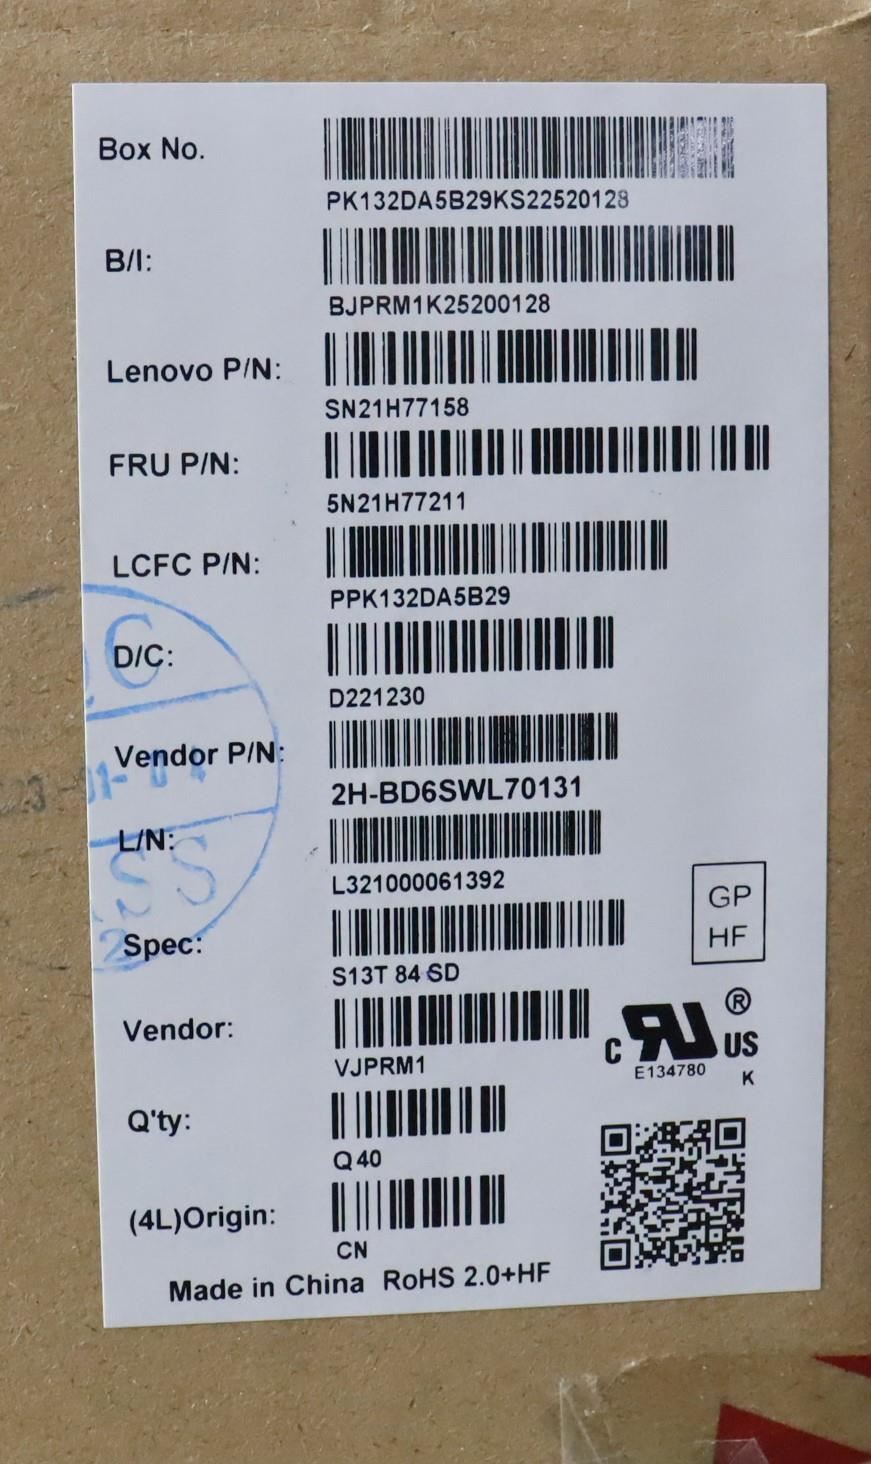 Box No.
PK132DA5B29KS22520128
B/I:
BJPRM1K25200128
Lenovo P/N:
SN21H77158
FRU P/N:
5N21H77211
LCFC P/N:
PPK132DA5B29
D/C:
D221230
Vendor P/N:
2H-BD6SWL70131
L/N:
L321000061392
Spec:
S13T 84 SD
GP
HF
Vendor:
VJPRM1
C RU ® US
E134780
K
Q'ty:
Q40
(4L)Origin:
CN
Made in China RoHS 2.0+HF